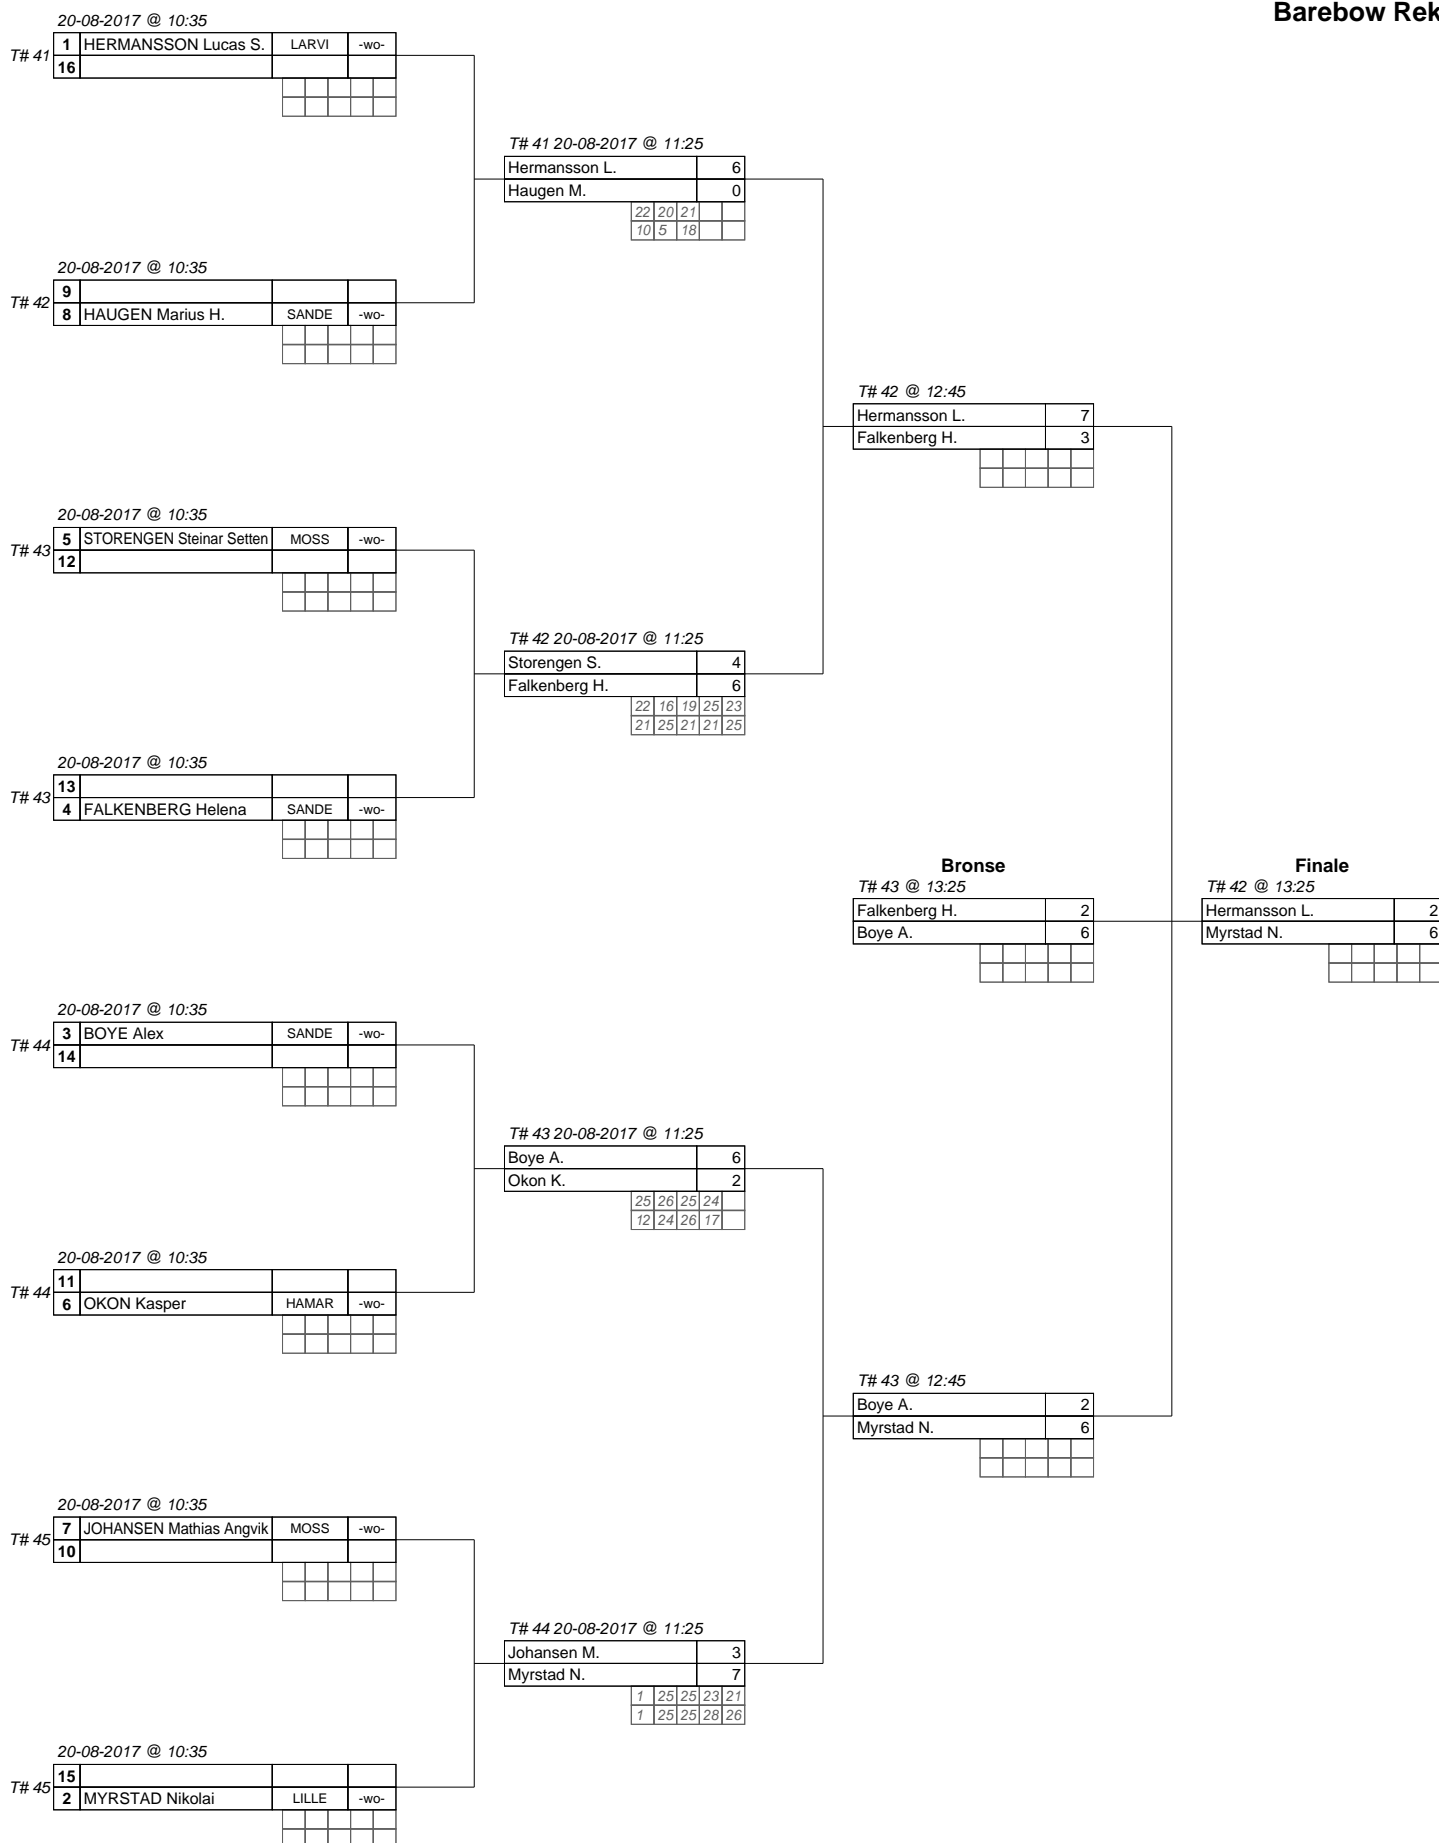 Barebow Rek
20-08-2017 @ 10:35
T# 41
1 HERMANSSON Lucas S. LARVI -wo-
16
T# 41 20-08-2017 @ 11:25
Hermansson L. 6
Haugen M. 0
22 20 21
10 5 18
20-08-2017 @ 10:35
T# 42
9
8 HAUGEN Marius H. SANDE -wo-
T# 42 @ 12:45
Hermansson L. 7
Falkenberg H. 3
20-08-2017 @ 10:35
T# 43
5 STORENGEN Steinar Setten MOSS -wo-
12
T# 42 20-08-2017 @ 11:25
Storengen S. 4
Falkenberg H. 6
22 16 19 25 23
21 25 21 21 25
20-08-2017 @ 10:35
T# 43
13
4 FALKENBERG Helena SANDE -wo-
Bronse
T# 43 @ 13:25
Falkenberg H. 2
Boye A. 6
Finale
T# 42 @ 13:25
Hermansson L. 2
Myrstad N. 6
20-08-2017 @ 10:35
T# 44
3 BOYE Alex SANDE -wo-
14
T# 43 20-08-2017 @ 11:25
Boye A. 6
Okon K. 2
25 26 25 24
12 24 26 17
20-08-2017 @ 10:35
T# 44
11
6 OKON Kasper HAMAR -wo-
T# 43 @ 12:45
Boye A. 2
Myrstad N. 6
20-08-2017 @ 10:35
T# 45
7 JOHANSEN Mathias Angvik MOSS -wo-
10
T# 44 20-08-2017 @ 11:25
Johansen M. 3
Myrstad N. 7
1 25 25 23 21
1 25 25 28 26
20-08-2017 @ 10:35
T# 45
15
2 MYRSTAD Nikolai LILLE -wo-